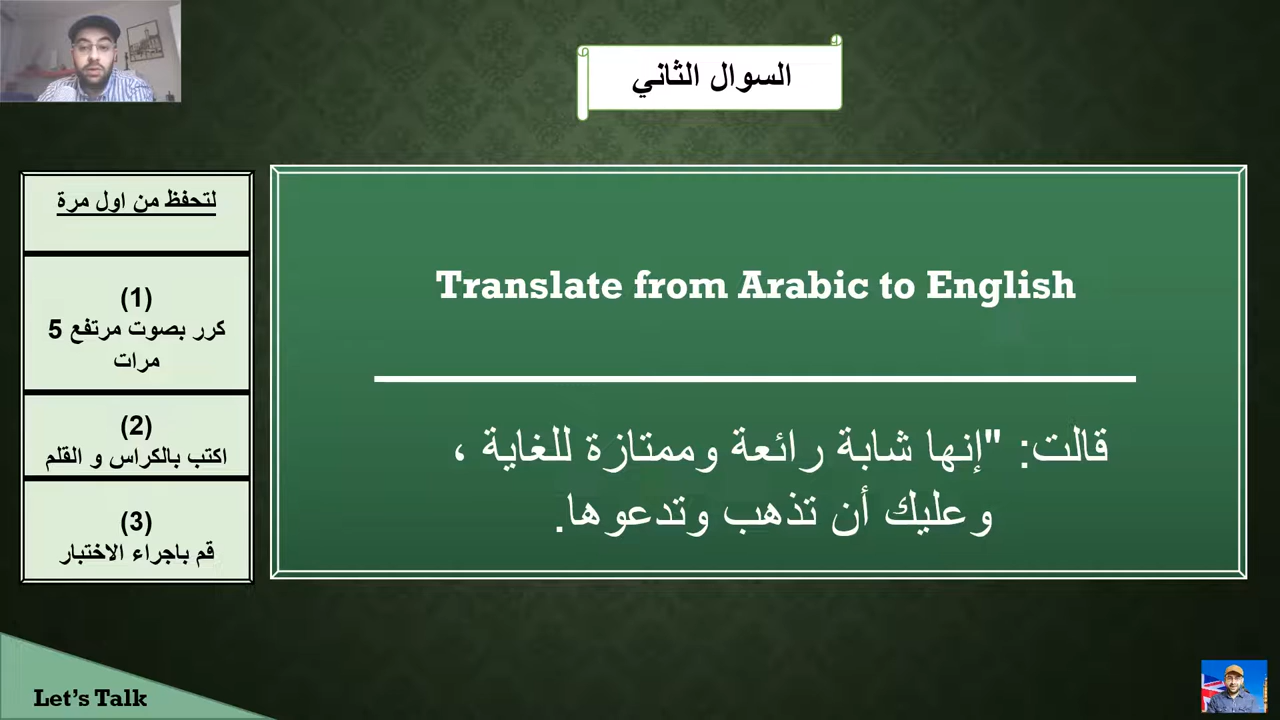 السوال الثاني
لتحفظ من اول مرة
(1)
كرر بصوت مرتفع 5
مرات
(2)
اكتب بالكراس و القلم
(3)
قم باجراء الاختبار
Translate from Arabic to English
قالت: "إنها شابة رائعة وممتازة للغاية ،
وعليك أن تذهب وتدعوها.
Let's Talk